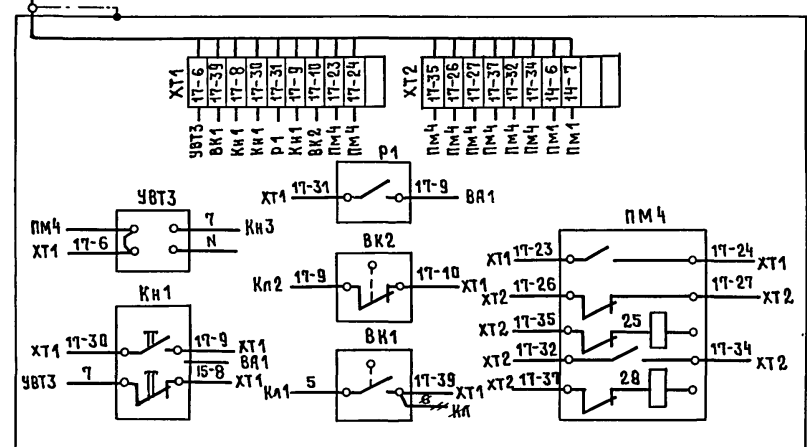 ХТ1 17-6 17-39 17-8 17-30 17-31 17-9 17-10 17-23 17-24
УВТ3 ВК1 Кн1 Кн1 Р1 Кн1 ВК2 ПМ4 ПМ4
ХТ2 17-35 17-26 17-27 17-37 17-32 17-34 14-6 14-7
ПМ4 ПМ4 ПМ4 ПМ4 ПМ4 ПМ4 ПМ1 ПМ1
Р1
ХТ1 17-31 17-9 ВА1
УВТ3
ПМ4 7 Кн3
ХТ1 17-6 N
ВК2
Кл2 17-9 17-10 ХТ1
Кн1
ХТ1 17-30 17-9 ХТ1
ВА1
УВТ3 7 15-8 ХТ1
ВК1
Кл1 5 17-39 ХТ1
КЛ
ПМ4
ХТ1 17-23 17-24 ХТ1
ХТ2 17-26 17-27 ХТ2
ХТ2 17-35 25
ХТ2 17-32 17-34 ХТ2
ХТ2 17-37 28